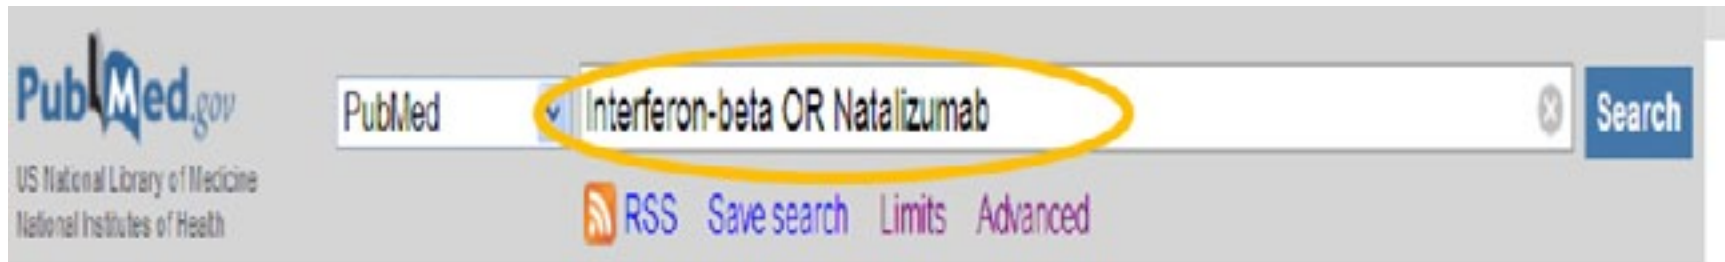 PubMed.gov
US National Library of Medicine
National Institutes of Health
PubMed
Interferon-beta OR Natalizumab
Search
RSS Save search Limits Advanced